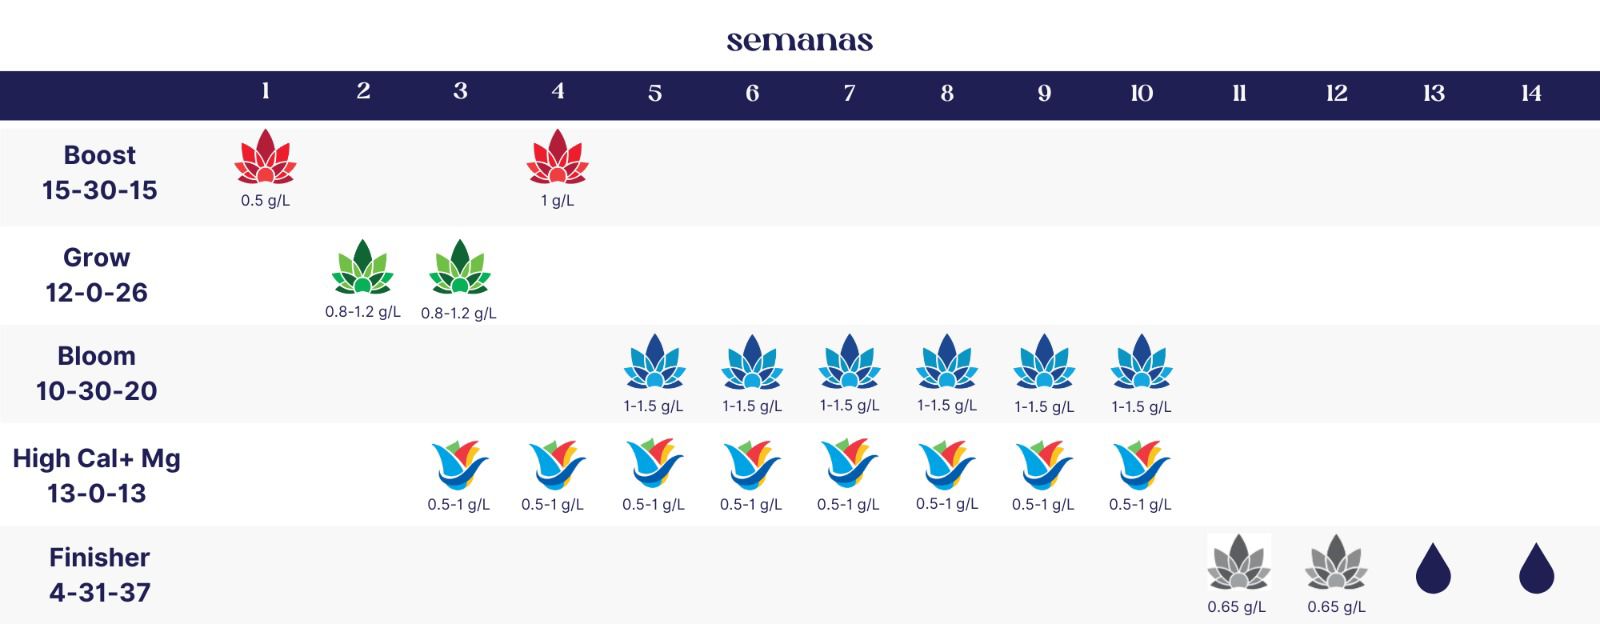 semanas
1 2 3 4 5 6 7 8 9 10 11 12 13 14
Boost
15-30-15
0.5 g/L 1 g/L
Grow
12-0-26
0.8-1.2 g/L 0.8-1.2 g/L
Bloom
10-30-20
1-1.5 g/L 1-1.5 g/L 1-1.5 g/L 1-1.5 g/L 1-1.5 g/L 1-1.5 g/L
High Cal+ Mg
13-0-13
0.5-1 g/L 0.5-1 g/L 0.5-1 g/L 0.5-1 g/L 0.5-1 g/L 0.5-1 g/L 0.5-1 g/L 0.5-1 g/L
Finisher
4-31-37
0.65 g/L 0.65 g/L